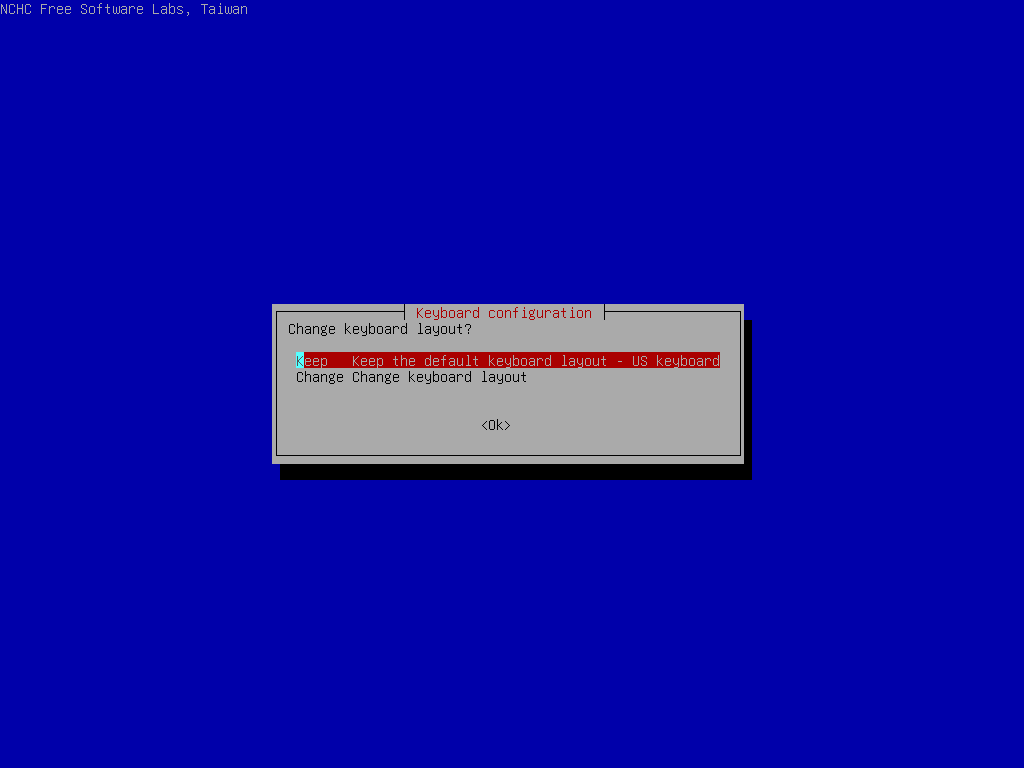 NCHC Free Software Labs, Taiwan
Keyboard configuration
Change keyboard layout?
Keep   Keep the default keyboard layout - US keyboard
Change Change keyboard layout
<Ok>